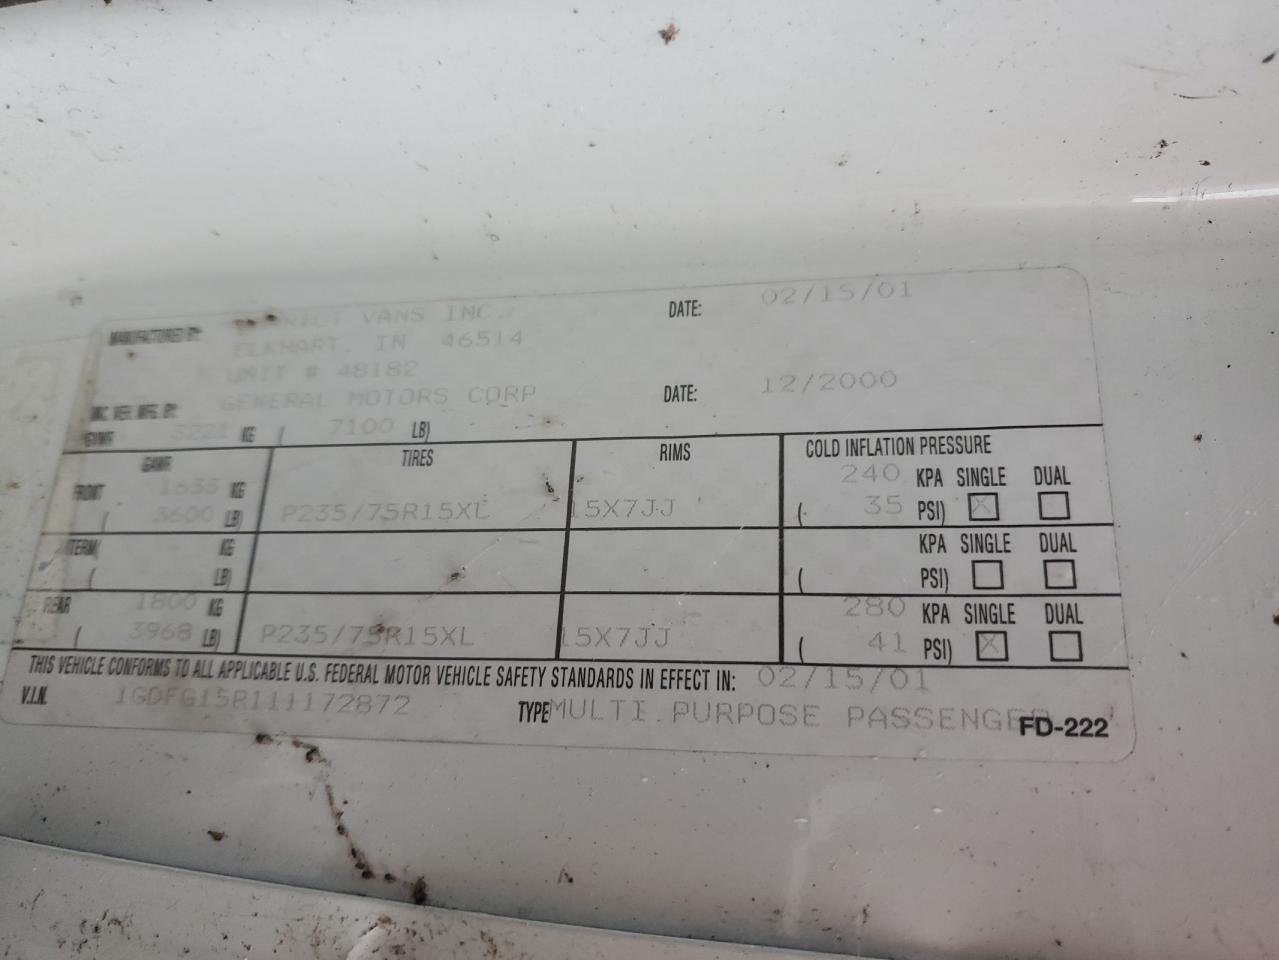 MANUFACTURED BY: VANS INC. DATE: 02/15/01
ELKHART, IN 46514
UNIT # 48182
INC. VEH. MFG. BY: GENERAL MOTORS CORP DATE: 12/2000
GVWR 3221 KG ( 7100 LB)
GAWR TIRES RIMS COLD INFLATION PRESSURE
FRONT 1633 KG 240 KPA SINGLE DUAL
( 3600 LB) P235/75R15XL 15X7JJ ( 35 PSI) X
INTERM KG KPA SINGLE DUAL
( LB) ( PSI)
REAR 1800 KG 280 KPA SINGLE DUAL
( 3968 LB) P235/75R15XL 15X7JJ ( 41 PSI) X
THIS VEHICLE CONFORMS TO ALL APPLICABLE U.S. FEDERAL MOTOR VEHICLE SAFETY STANDARDS IN EFFECT IN: 02/15/01
V.I.N. 1GDFG15R111172872 TYPE MULTI PURPOSE PASSENGER FD-222